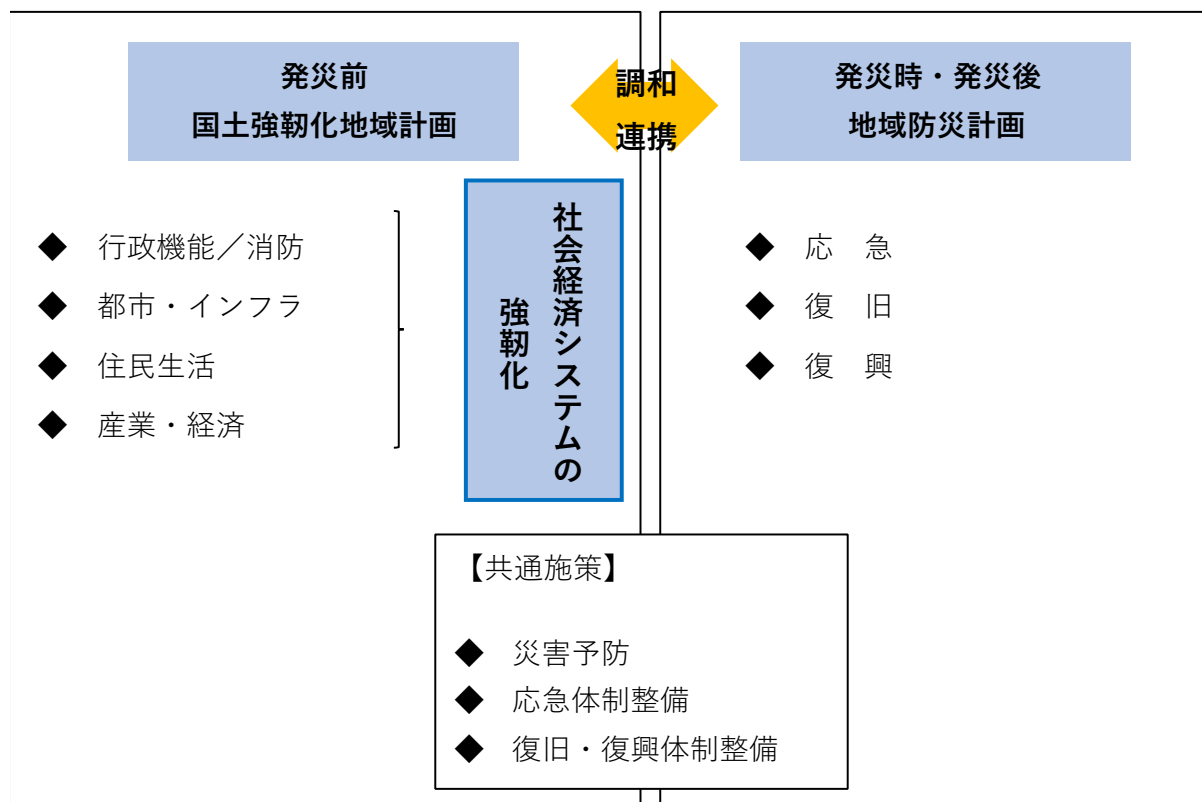 発災前
国土強靭化地域計画
調和
連携
発災時・発災後
地域防災計画
◆ 行政機能／消防
◆ 都市・インフラ
◆ 住民生活
◆ 産業・経済
社会経済システムの
強靭化
◆ 応　急
◆ 復　旧
◆ 復　興
【共通施策】
◆ 災害予防
◆ 応急体制整備
◆ 復旧・復興体制整備